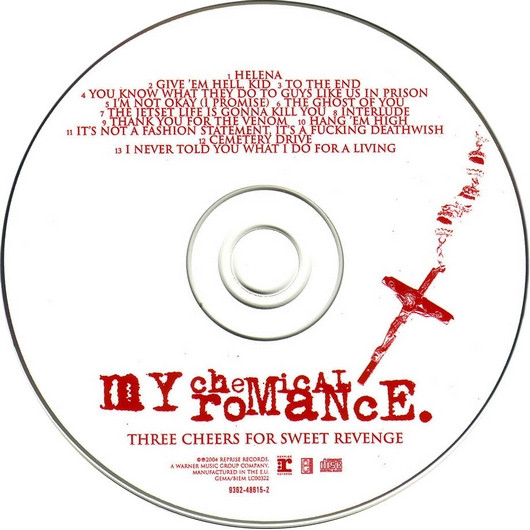 1 HELENA
2 GIVE 'EM HELL, KID 3 TO THE END
4 YOU KNOW WHAT THEY DO TO GUYS LIKE US IN PRISON
5 I'M NOT OKAY (I PROMISE) 6 THE GHOST OF YOU
7 THE JETSET LIFE IS GONNA KILL YOU 8 INTERLUDE
9 THANK YOU FOR THE VENOM 10 HANG 'EM HIGH
11 IT'S NOT A FASHION STATEMENT, IT'S A FUCKING DEATHWISH
12 CEMETERY DRIVE
13 I NEVER TOLD YOU WHAT I DO FOR A LIVING
mY cheMiCAL
roMaNcE.
THREE CHEERS FOR SWEET REVENGE
℗©2004 REPRISE RECORDS.
A WARNER MUSIC GROUP COMPANY.
MANUFACTURED IN THE E.U.
GEMA/BIEM LC00322
9362-48615-2